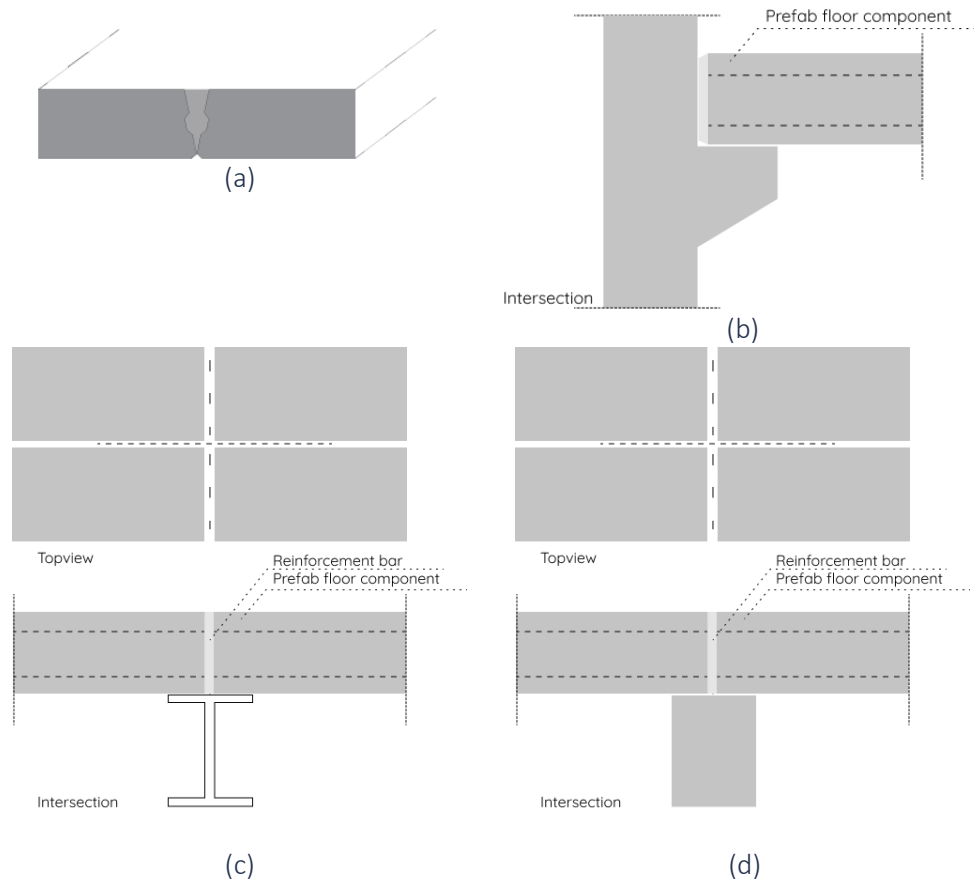 (a)
Prefab floor component
Intersection
(b)
Topview
Reinforcement bar
Prefab floor component
Intersection
(c)
Topview
Reinforcement bar
Prefab floor component
Intersection
(d)